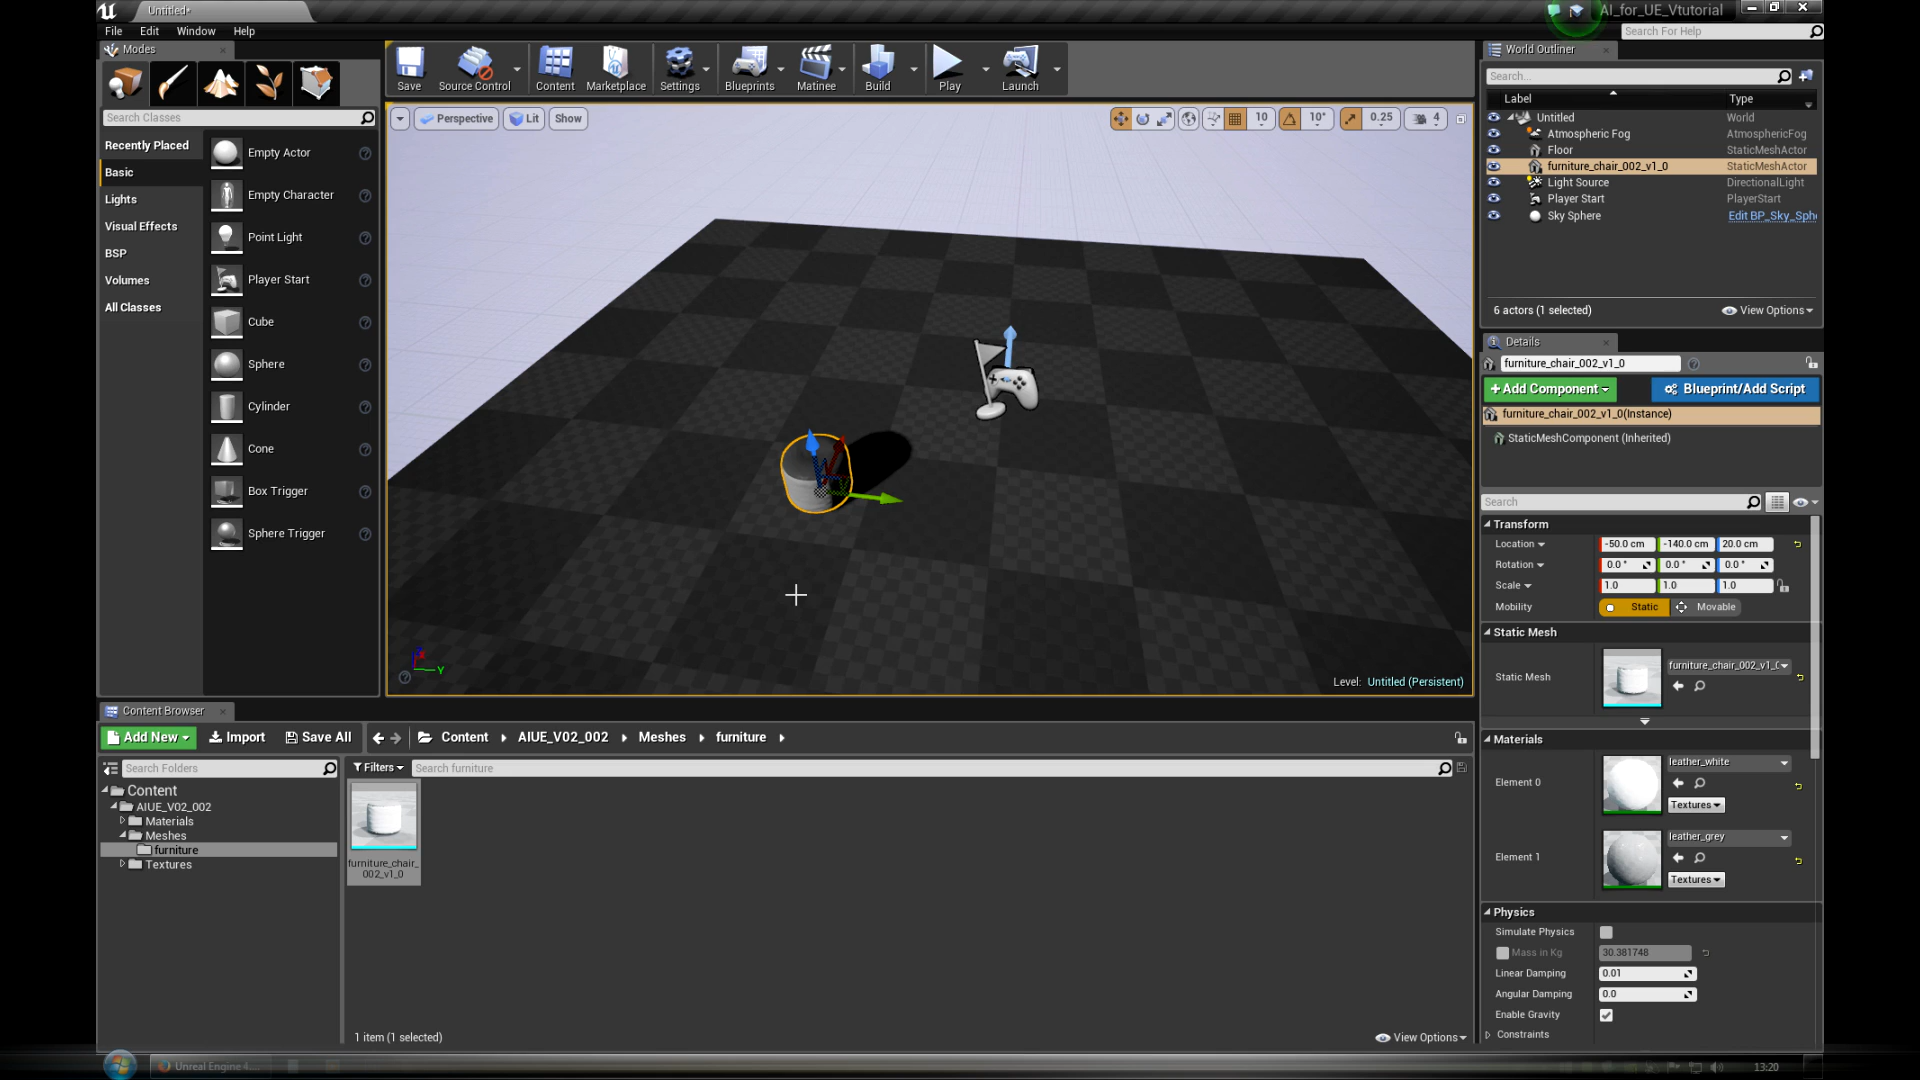 Untitled*
AI_for_UE_Vtutorial
File Edit Window Help
Search For Help
Modes
Search Classes
Recently Placed
Basic
Lights
Visual Effects
BSP
Volumes
All Classes
Empty Actor
Empty Character
Point Light
Player Start
Cube
Sphere
Cylinder
Cone
Box Trigger
Sphere Trigger
Save Source Control Content Marketplace Settings Blueprints Matinee Build Play Launch
Perspective Lit Show
10 10° 0.25 4
Level: Untitled (Persistent)
World Outliner
Search...
Label Type
Untitled World
Atmospheric Fog AtmosphericFog
Floor StaticMeshActor
furniture_chair_002_v1_0 StaticMeshActor
Light Source DirectionalLight
Player Start PlayerStart
Sky Sphere Edit BP_Sky_Sph
6 actors (1 selected) View Options
Details
furniture_chair_002_v1_0
+Add Component Blueprint/Add Script
furniture_chair_002_v1_0(Instance)
StaticMeshComponent (Inherited)
Search
Transform
Location -50.0 cm -140.0 cm 20.0 cm
Rotation 0.0 ° 0.0 ° 0.0 °
Scale 1.0 1.0 1.0
Mobility Static Movable
Static Mesh
Static Mesh furniture_chair_002_v1_
Materials
Element 0 leather_white
Textures
Element 1 leather_grey
Textures
Physics
Simulate Physics
Mass in Kg 30.381748
Linear Damping 0.01
Angular Damping 0.0
Enable Gravity
Constraints
Content Browser
Add New Import Save All Content AIUE_V02_002 Meshes furniture
Search Folders
Filters Search furniture
Content
AIUE_V02_002
Materials
Meshes
furniture
Textures
furniture_chair_
002_v1_0
1 item (1 selected) View Options
Unreal Engine 4....
13:20